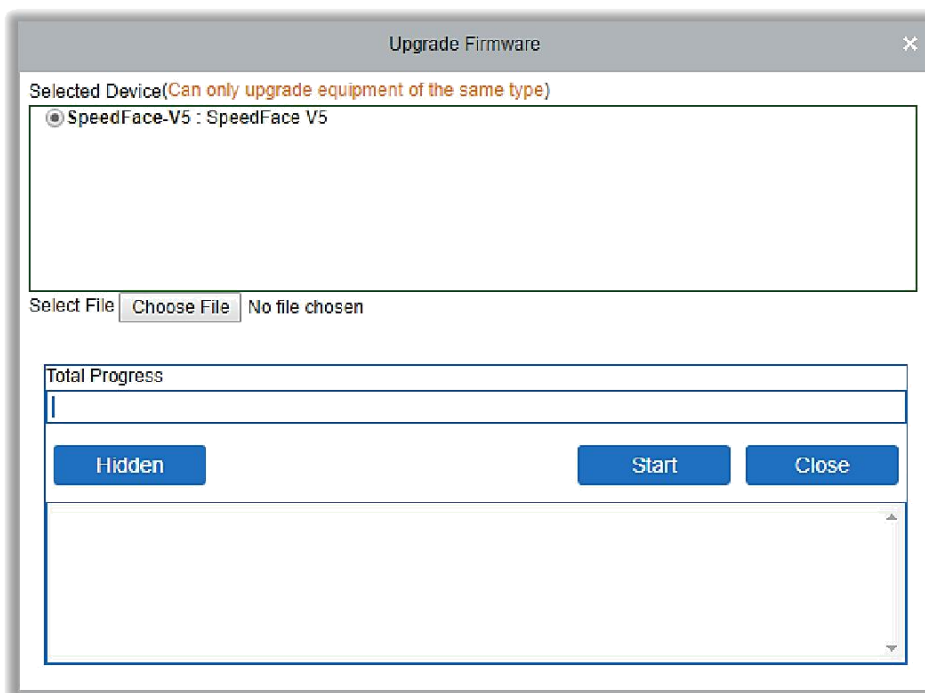 Upgrade Firmware
Selected Device(Can only upgrade equipment of the same type)
SpeedFace-V5 : SpeedFace V5
Select File Choose File No file chosen
Total Progress
Hidden Start Close